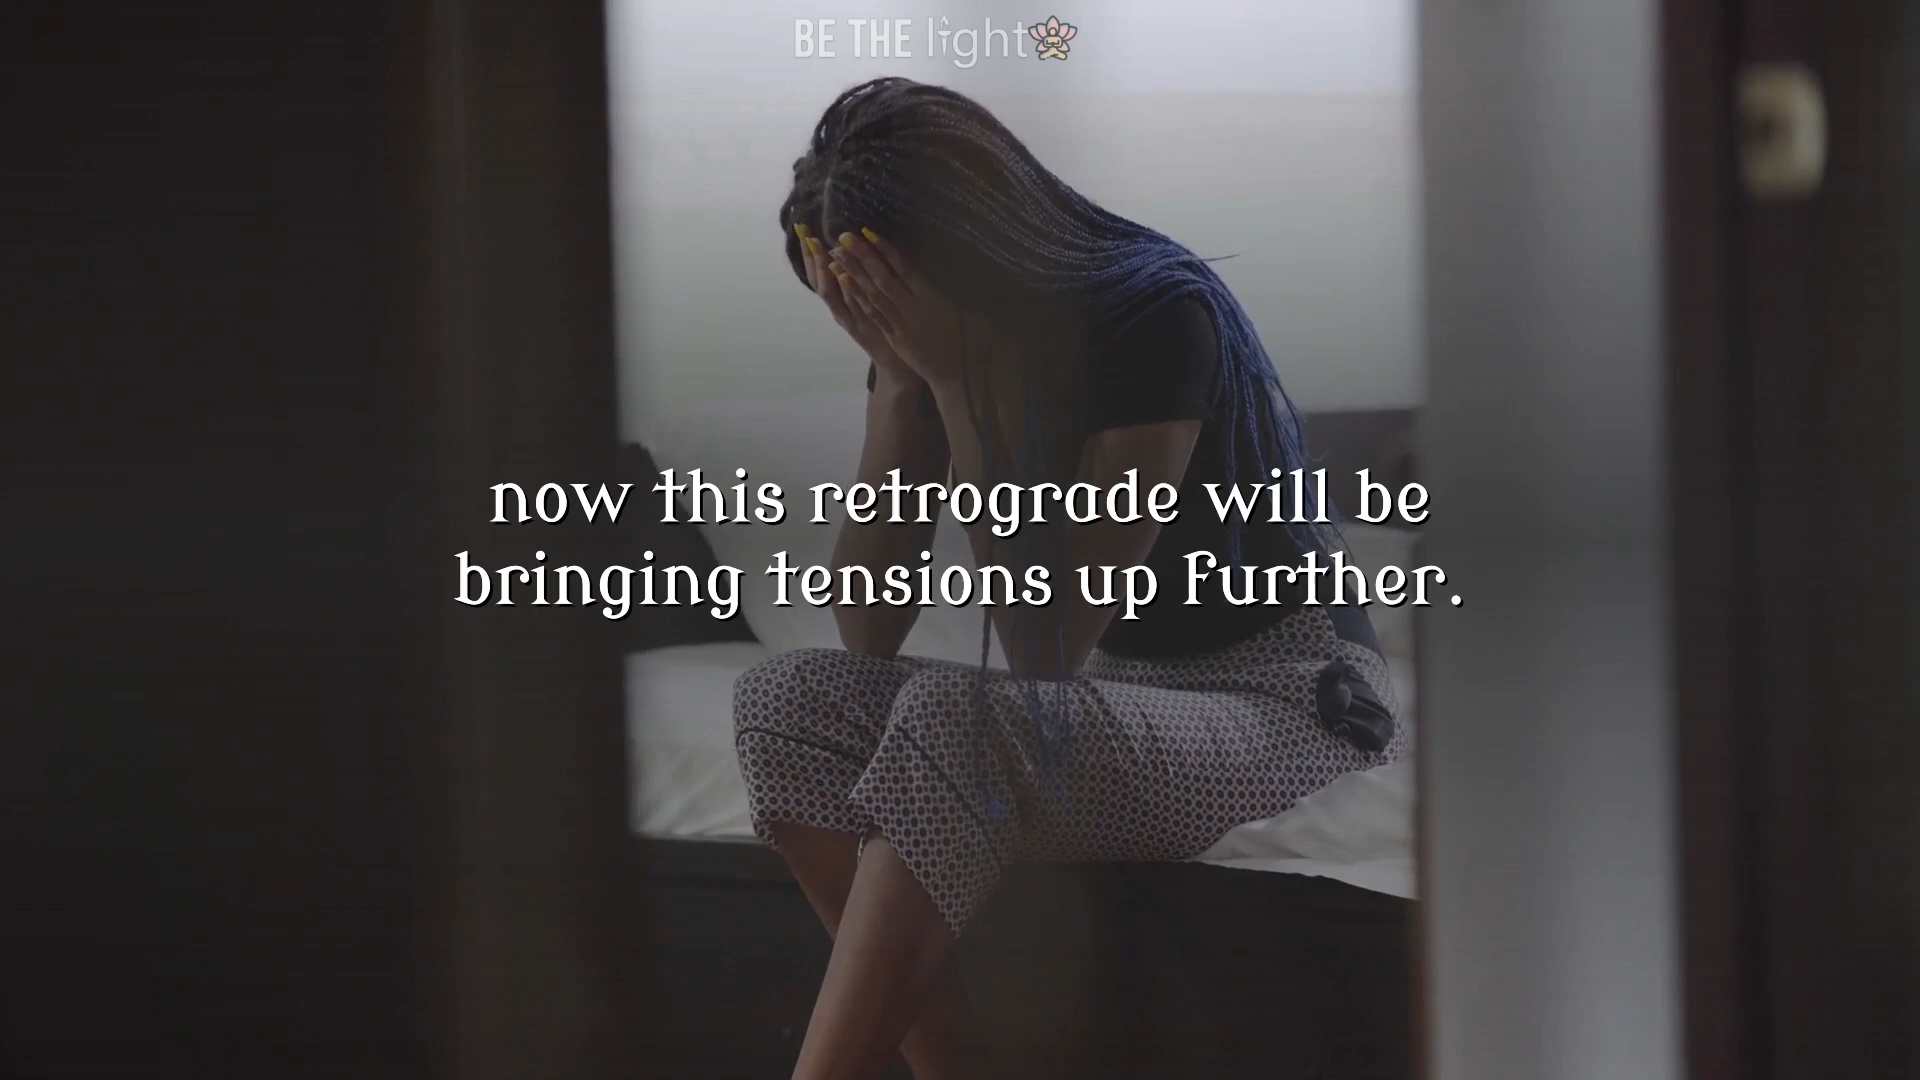 BE THE light
now this retrograde will be
bringing tensions up further.